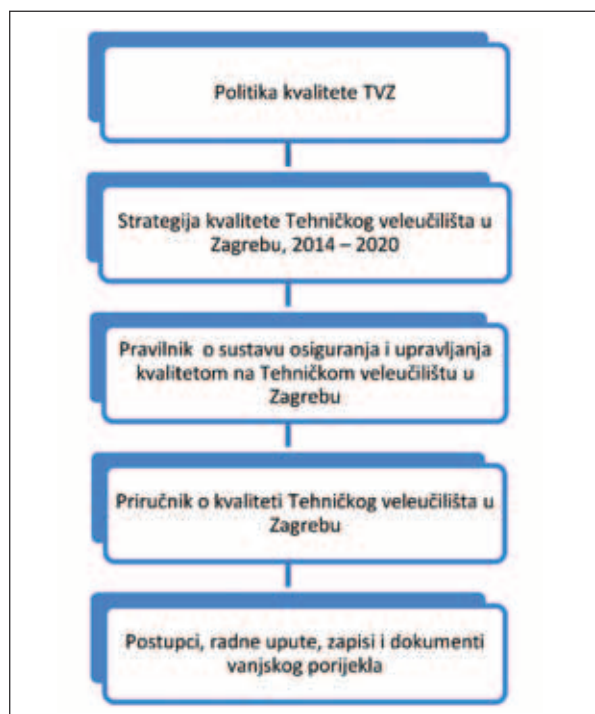 Politika kvalitete TVZ
Strategija kvalitete Tehničkog veleučilišta u
Zagrebu, 2014 – 2020
Pravilnik o sustavu osiguranja i upravljanja
kvalitetom na Tehničkom veleučilištu u
Zagrebu
Priručnik o kvaliteti Tehničkog veleučilišta u
Zagrebu
Postupci, radne upute, zapisi i dokumenti
vanjskog porijekla